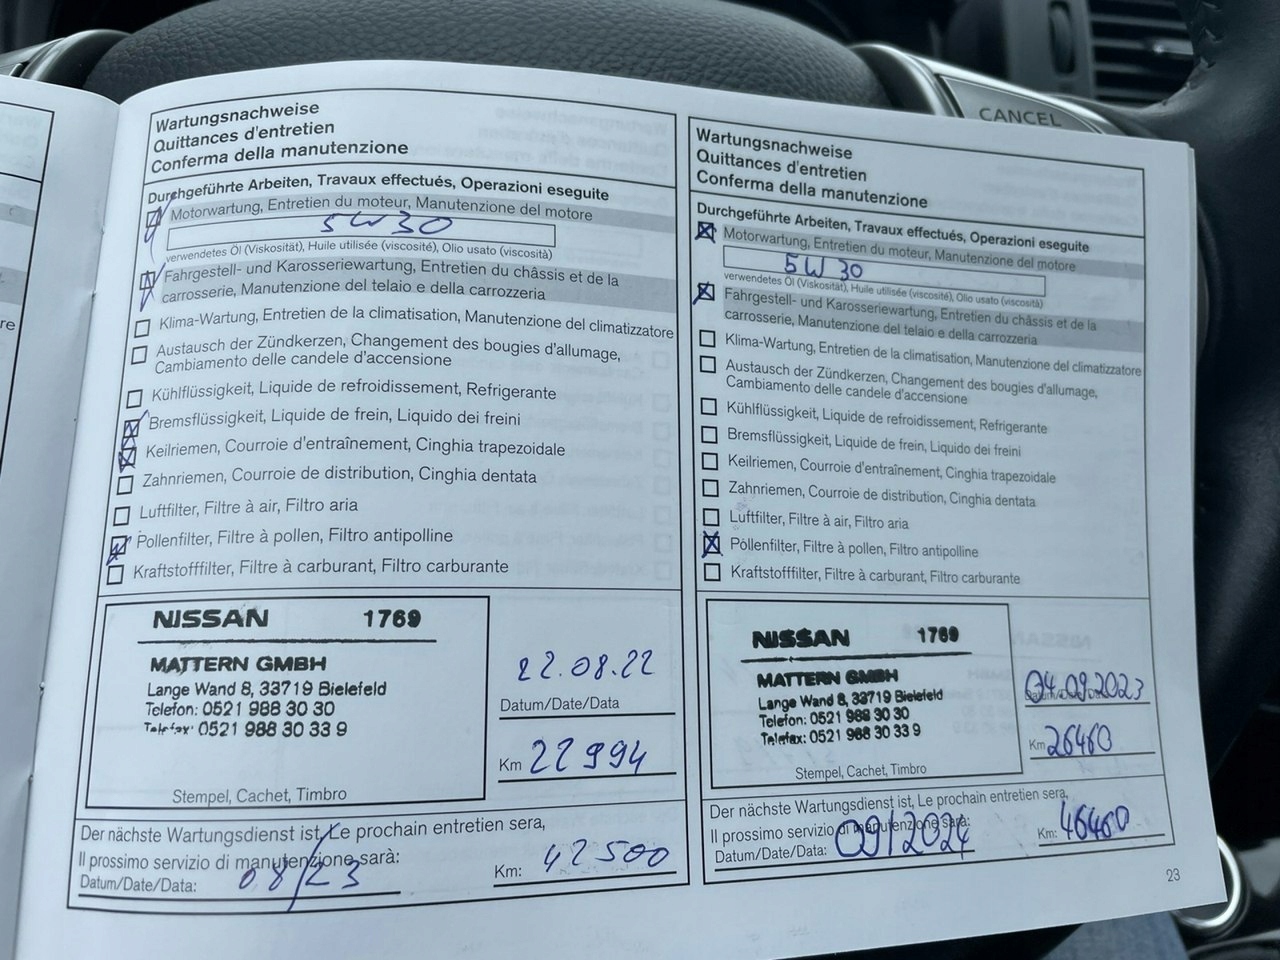 CANCEL
Wartungsnachweise
Quittances d'entretien
Conferma della manutenzione
Durchgeführte Arbeiten, Travaux effectués, Operazioni eseguite
Motorwartung, Entretien du moteur, Manutenzione del motore
5W30
verwendetes Öl (Viskosität), Huile utilisée (viscosité), Olio usato (viscosità)
Fahrgestell- und Karosseriewartung, Entretien du châssis et de la
carrosserie, Manutenzione del telaio e della carrozzeria
Klima-Wartung, Entretien de la climatisation, Manutenzione del climatizzatore
Austausch der Zündkerzen, Changement des bougies d'allumage,
Cambiamento delle candele d'accensione
Kühlflüssigkeit, Liquide de refroidissement, Refrigerante
Bremsflüssigkeit, Liquide de frein, Liquido dei freini
Keilriemen, Courroie d'entraînement, Cinghia trapezoidale
Zahnriemen, Courroie de distribution, Cinghia dentata
Luftfilter, Filtre à air, Filtro aria
Pollenfilter, Filtre à pollen, Filtro antipolline
Kraftstofffilter, Filtre à carburant, Filtro carburante
NISSAN 1769
MATTERN GMBH
Lange Wand 8, 33719 Bielefeld
Telefon: 0521 988 30 30
Telefax: 0521 988 30 33 9
Stempel, Cachet, Timbro
22.08.22
Datum/Date/Data
Km 22994
Der nächste Wartungsdienst ist, Le prochain entretien sera,
Il prossimo servizio di manutenzione sarà:
Datum/Date/Data: 08/23
Km: 42500
Wartungsnachweise
Quittances d'entretien
Conferma della manutenzione
Durchgeführte Arbeiten, Travaux effectués, Operazioni eseguite
Motorwartung, Entretien du moteur, Manutenzione del motore
5W30
verwendetes Öl (Viskosität), Huile utilisée (viscosité), Olio usato (viscosità)
Fahrgestell- und Karosseriewartung, Entretien du châssis et de la
carrosserie, Manutenzione del telaio e della carrozzeria
Klima-Wartung, Entretien de la climatisation, Manutenzione del climatizzatore
Austausch der Zündkerzen, Changement des bougies d'allumage,
Cambiamento delle candele d'accensione
Kühlflüssigkeit, Liquide de refroidissement, Refrigerante
Bremsflüssigkeit, Liquide de frein, Liquido dei freini
Keilriemen, Courroie d'entraînement, Cinghia trapezoidale
Zahnriemen, Courroie de distribution, Cinghia dentata
Luftfilter, Filtre à air, Filtro aria
Pollenfilter, Filtre à pollen, Filtro antipolline
Kraftstofffilter, Filtre à carburant, Filtro carburante
NISSAN 1769
MATTERN GMBH
Lange Wand 8, 33719 Bielefeld
Telefon: 0521 988 30 30
Telefax: 0521 988 30 33 9
Stempel, Cachet, Timbro
04.09.2023
Datum/Date/Data
Km 26460
Der nächste Wartungsdienst ist, Le prochain entretien sera,
Il prossimo servizio di manutenzione sarà:
Datum/Date/Data: 09/2024
Km: 46460
23